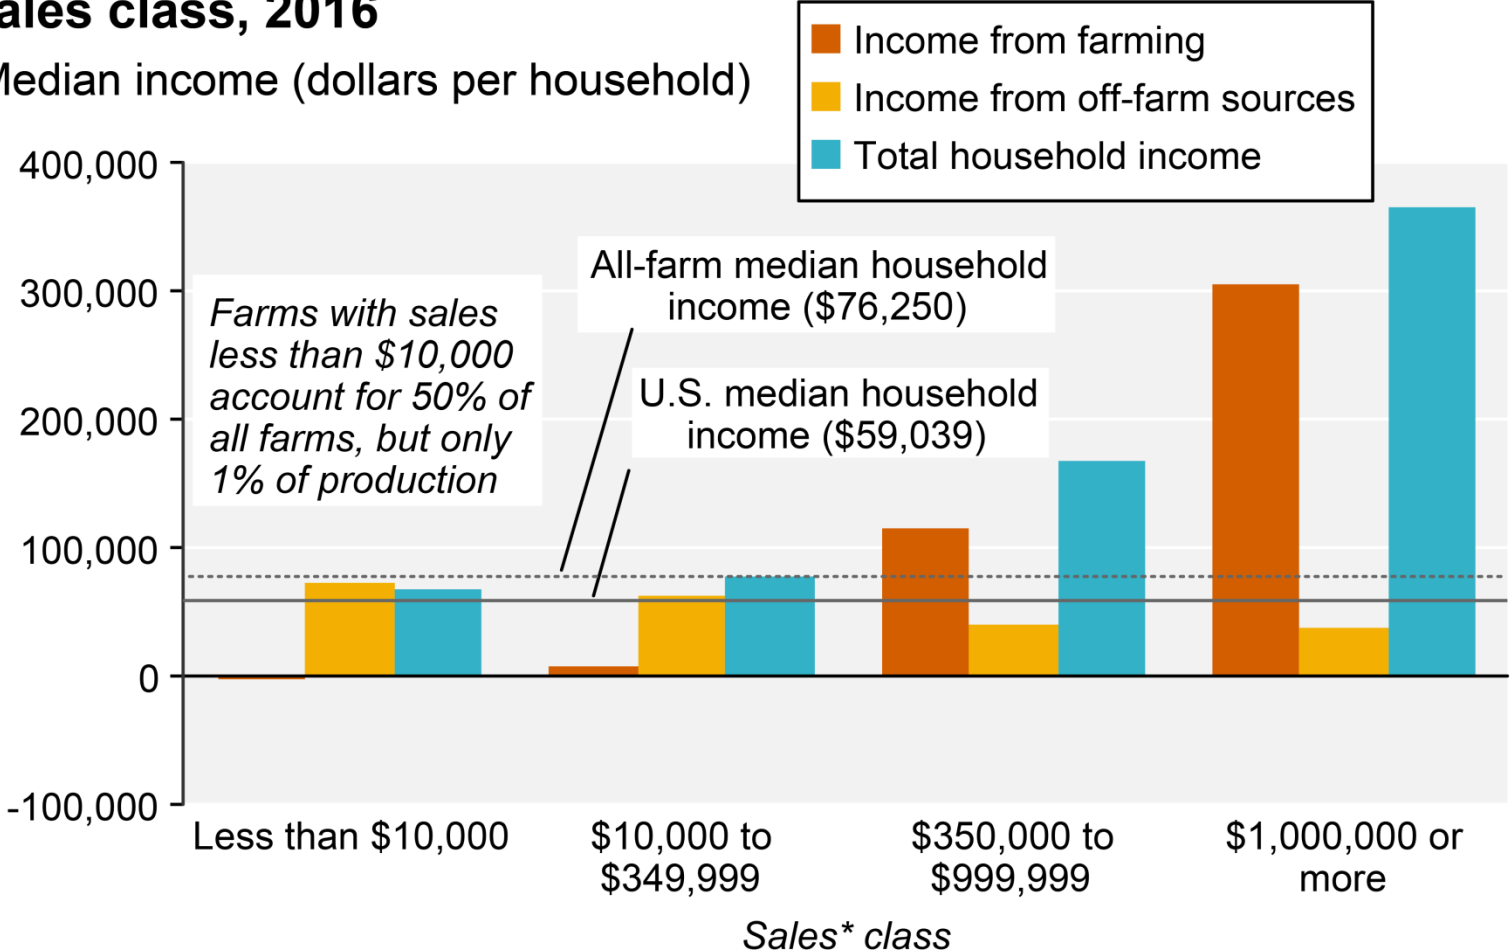 ales class, 2016
Median income (dollars per household)
Income from farming
Income from off-farm sources
Total household income
400,000
300,000
200,000
100,000
0
-100,000
Farms with sales
less than $10,000
account for 50% of
all farms, but only
1% of production
All-farm median household
income ($76,250)
U.S. median household
income ($59,039)
Less than $10,000
$10,000 to
$349,999
$350,000 to
$999,999
$1,000,000 or
more
Sales* class